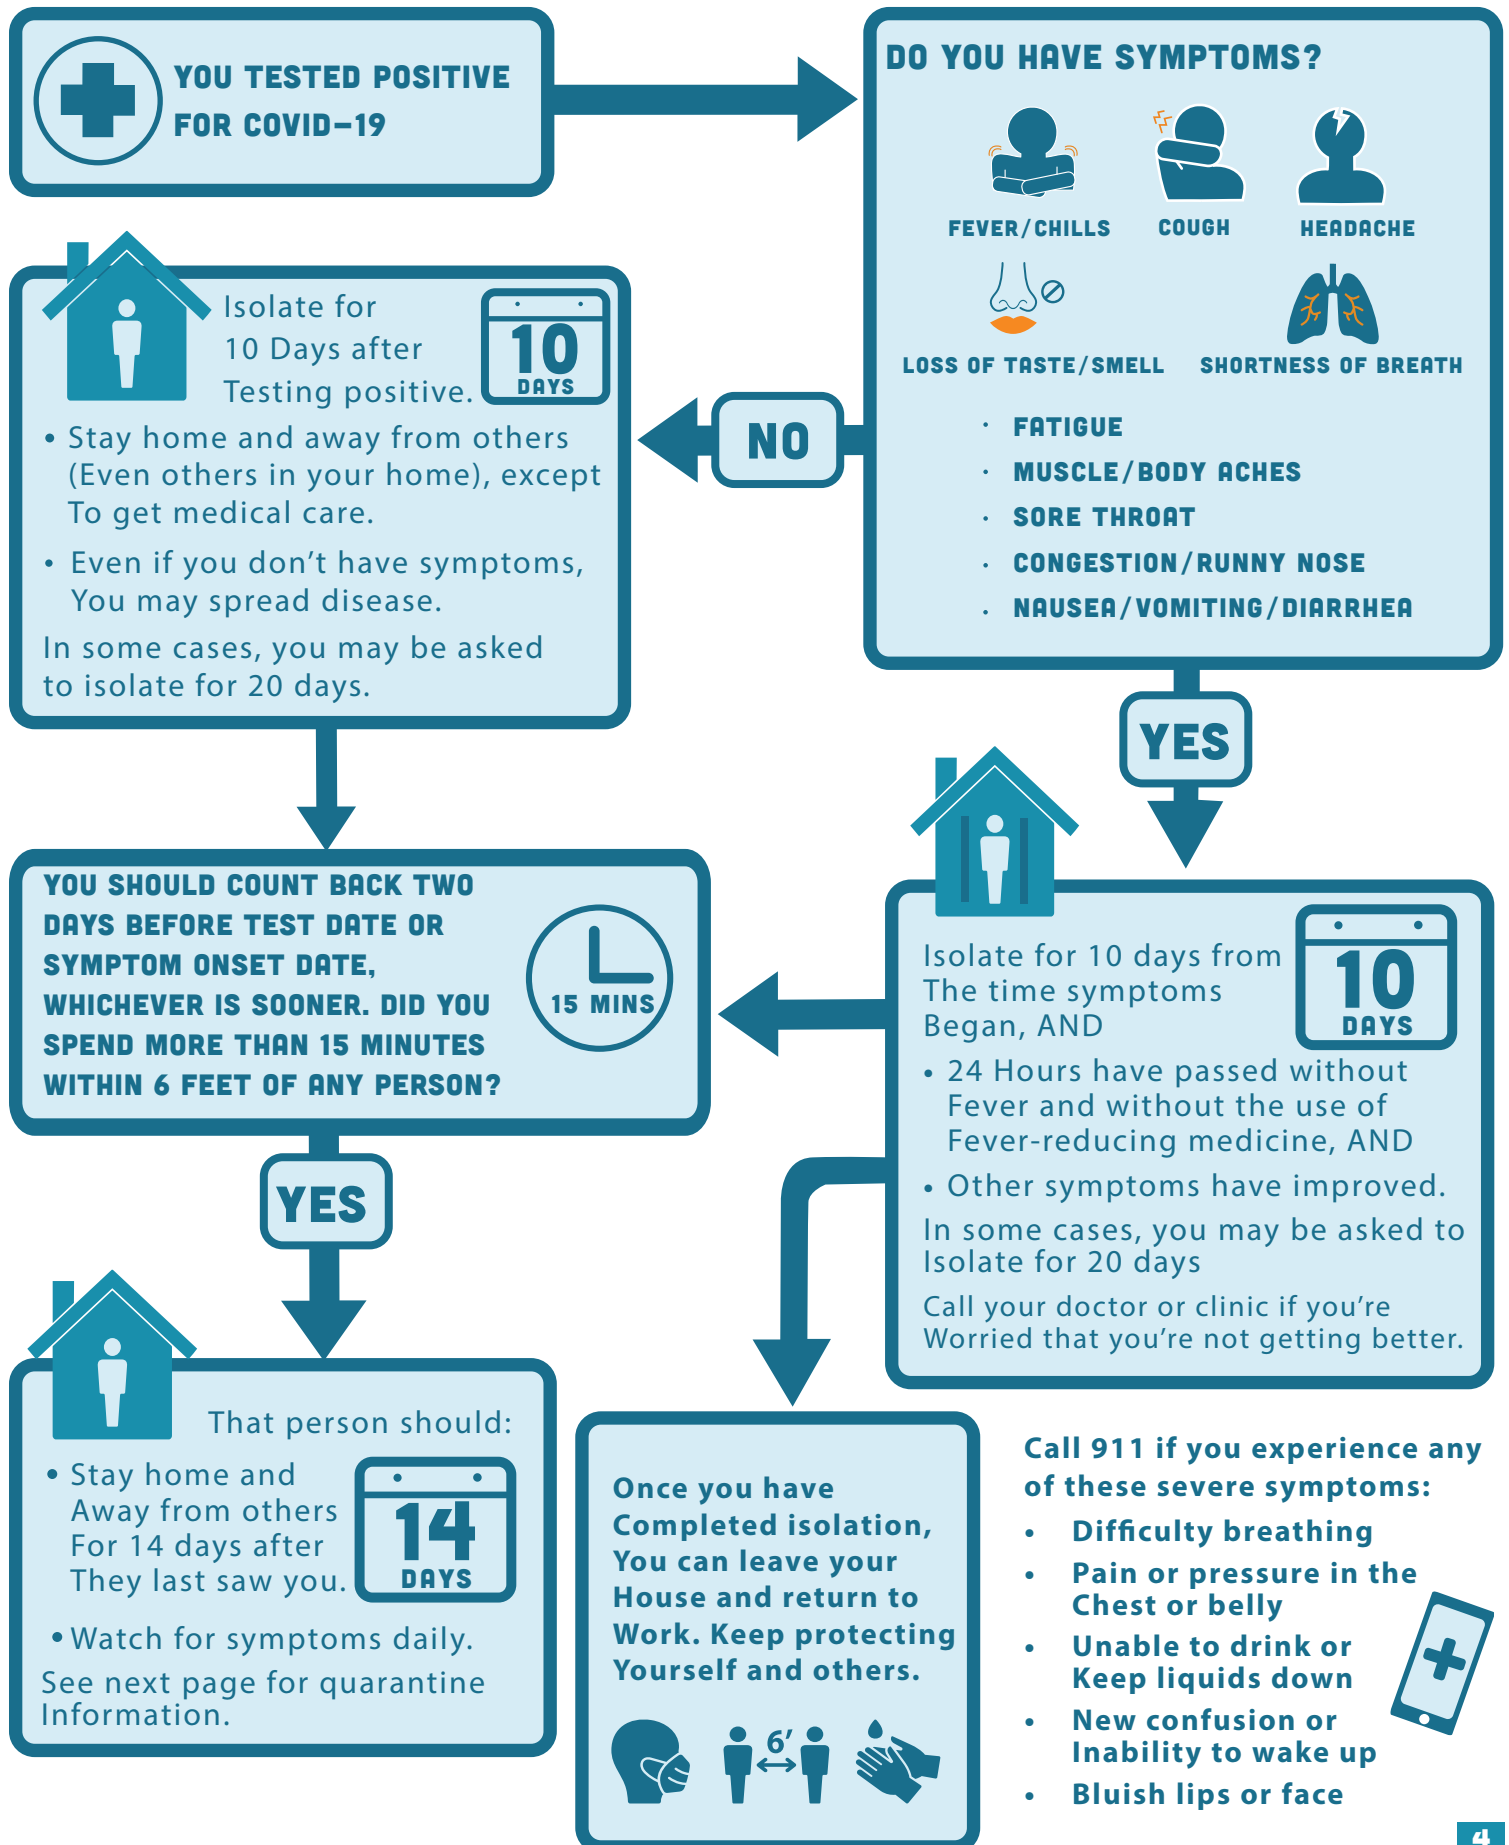 YOU TESTED POSITIVE
FOR COVID-19
DO YOU HAVE SYMPTOMS?
FEVER/CHILLS
COUGH
HEADACHE
LOSS OF TASTE/SMELL
SHORTNESS OF BREATH
· FATIGUE
· MUSCLE/BODY ACHES
· SORE THROAT
· CONGESTION/RUNNY NOSE
· NAUSEA/VOMITING/DIARRHEA
NO
Isolate for
10 Days after
Testing positive.
10
DAYS
• Stay home and away from others
(Even others in your home), except
To get medical care.
• Even if you don't have symptoms,
You may spread disease.
In some cases, you may be asked
to isolate for 20 days.
YES
Isolate for 10 days from
The time symptoms
Began, AND
10
DAYS
• 24 Hours have passed without
Fever and without the use of
Fever-reducing medicine, AND
• Other symptoms have improved.
In some cases, you may be asked to
Isolate for 20 days
Call your doctor or clinic if you're
Worried that you're not getting better.
YOU SHOULD COUNT BACK TWO
DAYS BEFORE TEST DATE OR
SYMPTOM ONSET DATE,
WHICHEVER IS SOONER. DID YOU
SPEND MORE THAN 15 MINUTES
WITHIN 6 FEET OF ANY PERSON?
15 MINS
YES
That person should:
• Stay home and
Away from others
For 14 days after
They last saw you.
14
DAYS
• Watch for symptoms daily.
See next page for quarantine
Information.
Once you have
Completed isolation,
You can leave your
House and return to
Work. Keep protecting
Yourself and others.
6'
Call 911 if you experience any
of these severe symptoms:
• Difficulty breathing
• Pain or pressure in the
Chest or belly
• Unable to drink or
Keep liquids down
• New confusion or
Inability to wake up
• Bluish lips or face
4